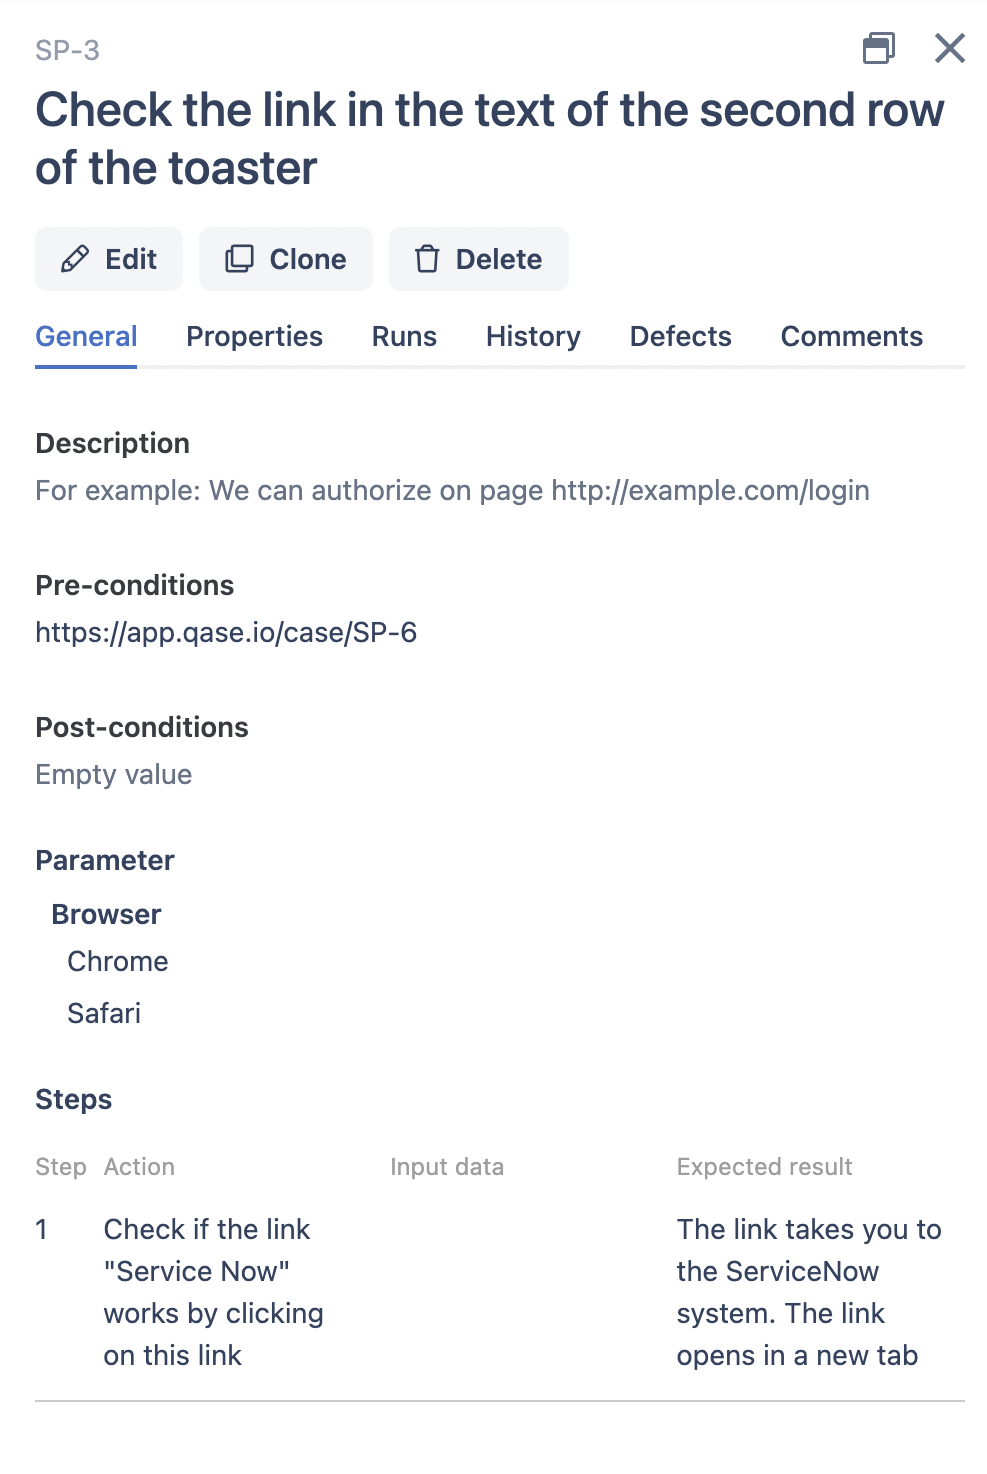 SP-3
Check the link in the text of the second row
of the toaster
Edit Clone Delete
General Properties Runs History Defects Comments
Description
For example: We can authorize on page http://example.com/login
Pre-conditions
https://app.qase.io/case/SP-6
Post-conditions
Empty value
Parameter
Browser
Chrome
Safari
Steps
Step Action Input data Expected result
1 Check if the link The link takes you to
"Service Now" the ServiceNow
works by clicking system. The link
on this link opens in a new tab